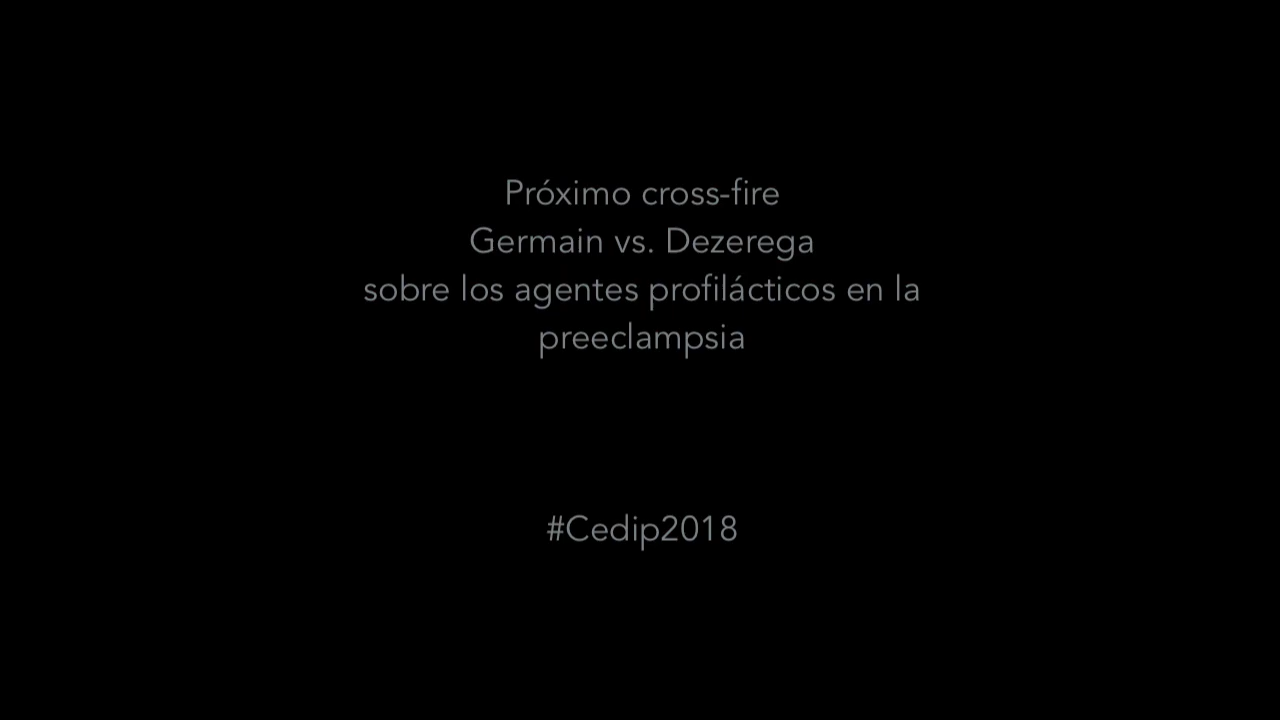 Próximo cross-fire
Germain vs. Dezerega
sobre los agentes profilácticos en la
preeclampsia
#Cedip2018